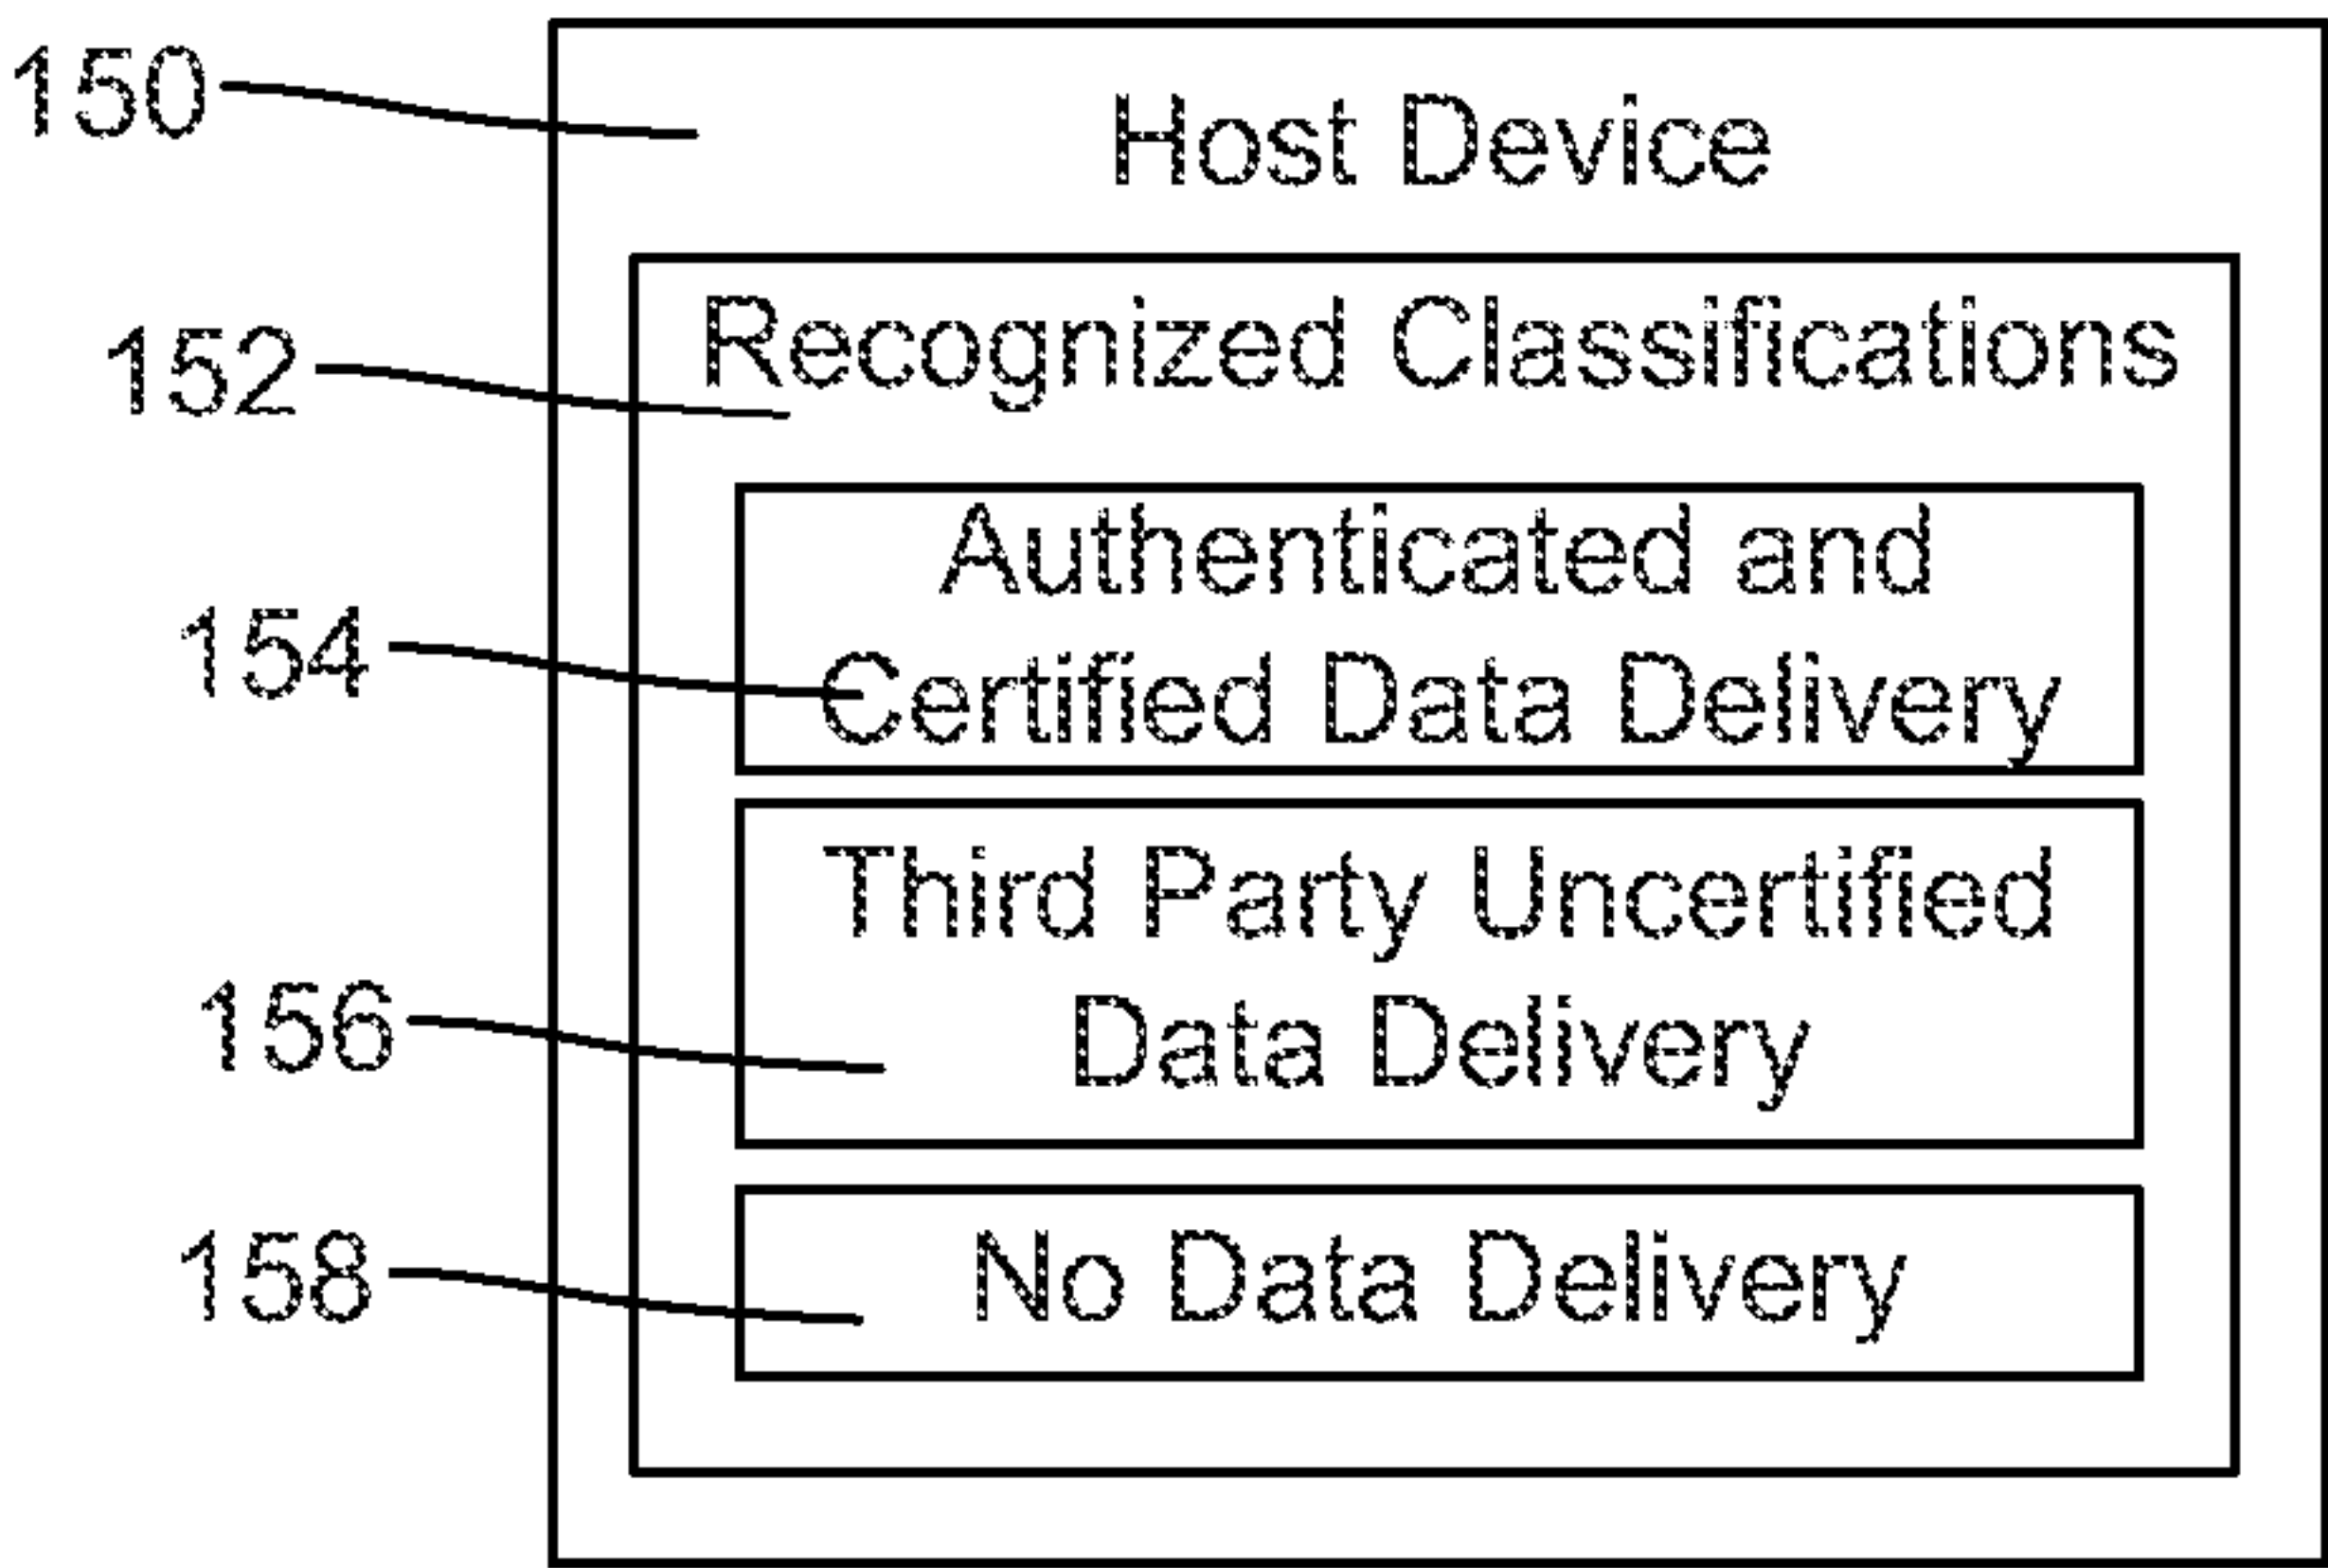 150
Host Device
152
Recognized Classifications
154
Authenticated and
Certified Data Delivery
156
Third Party Uncertified
Data Delivery
158
No Data Delivery